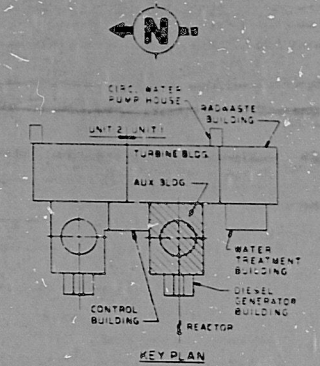 N
CIRC. WATER
PUMP HOUSE
RADWASTE
BUILDING
UNIT 2 UNIT 1
TURBINE BLDG.
AUX BLDG
WATER
TREATMENT
BUILDING
DIESEL
GENERATOR
BUILDING
CONTROL
BUILDING
REACTOR
KEY PLAN